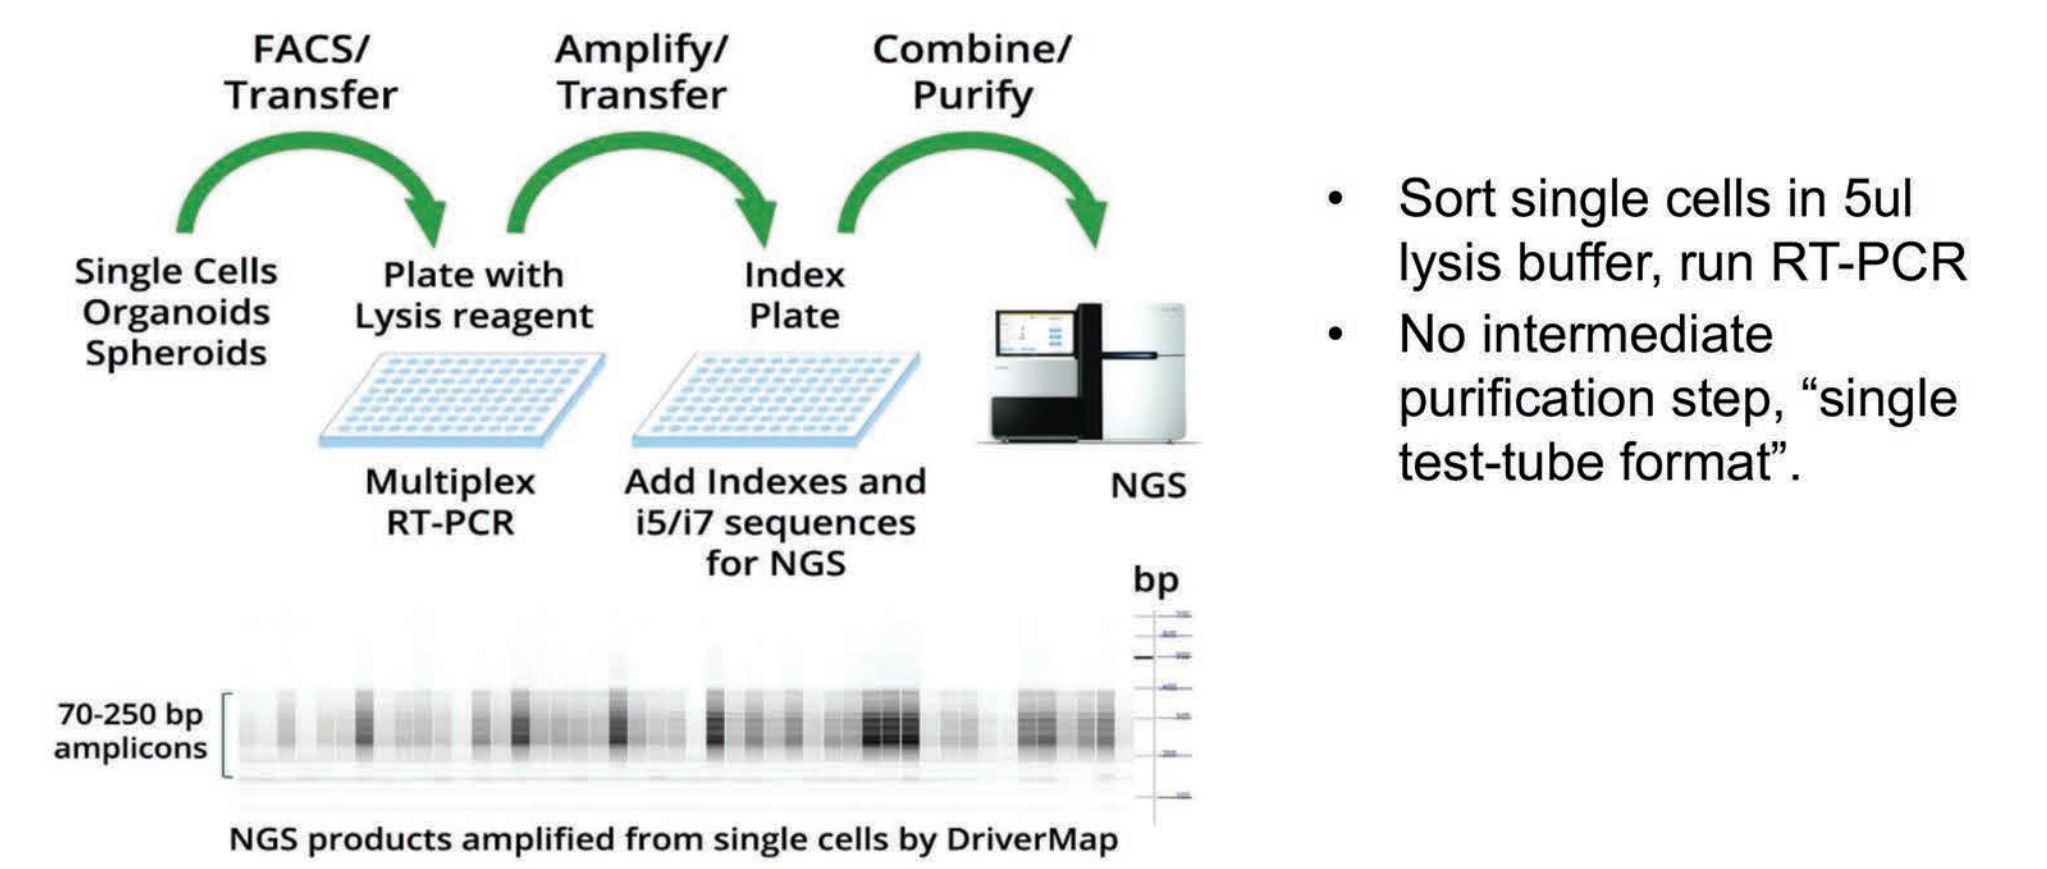 FACS/
Transfer
Amplify/
Transfer
Combine/
Purify
Single Cells
Organoids
Spheroids
Plate with
Lysis reagent
Index
Plate
Multiplex
RT-PCR
Add Indexes and
i5/i7 sequences
for NGS
NGS
bp
70-250 bp
amplicons
NGS products amplified from single cells by DriverMap
• Sort single cells in 5ul
lysis buffer, run RT-PCR
• No intermediate
purification step, “single
test-tube format”.